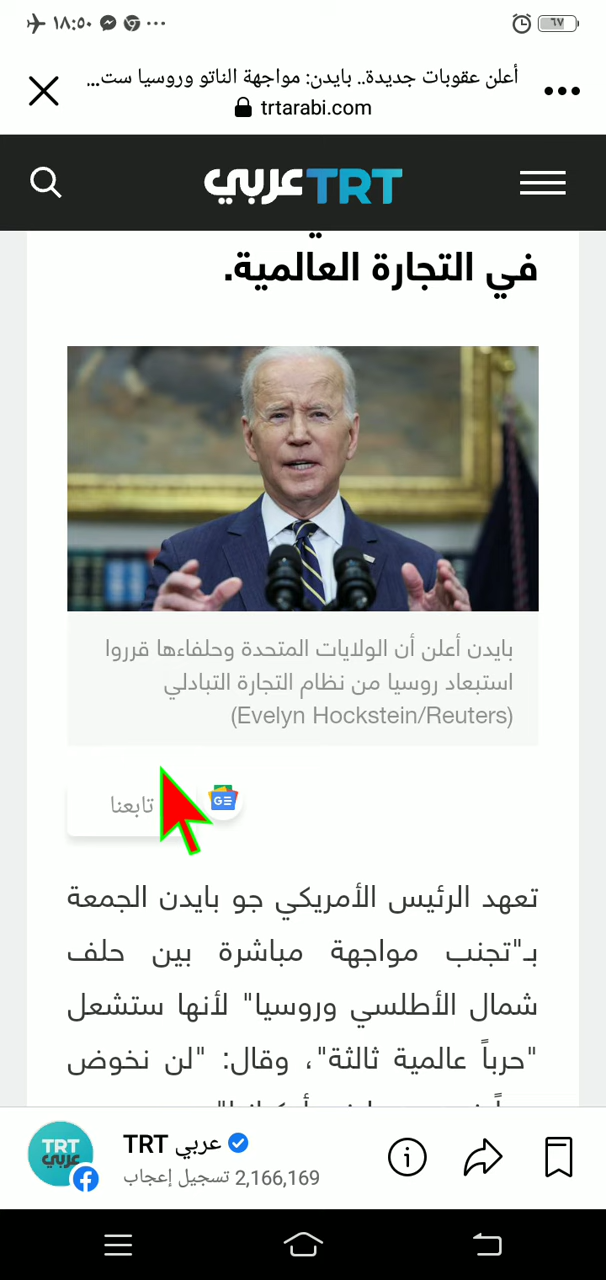 ١٨:٥٠
٦٧
أعلن عقوبات جديدة.. بايدن: مواجهة الناتو وروسيا ست...
trtarabi.com
TRT عربي
في التجارة العالمية.
بايدن أعلن أن الولايات المتحدة وحلفاءها قرروا
استبعاد روسيا من نظام التجارة التبادلي
(Evelyn Hockstein/Reuters)
تابعنا
GE
تعهد الرئيس الأمريكي جو بايدن الجمعة
بـ"تجنب مواجهة مباشرة بين حلف
شمال الأطلسي وروسيا" لأنها ستشعل
"حرباً عالمية ثالثة"، وقال: "لن نخوض
TRT عربي
TRT عربي
2,166,169 تسجيل إعجاب